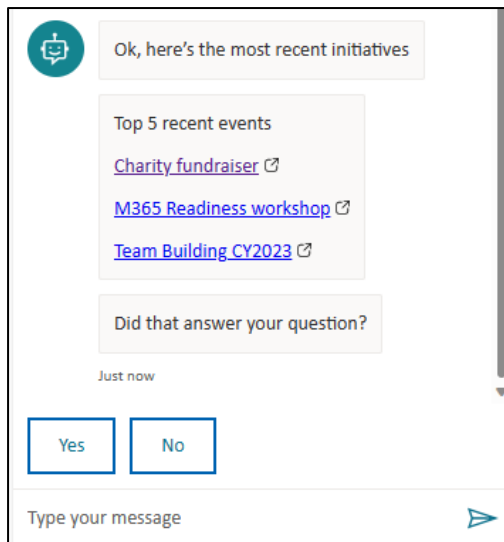 Ok, here's the most recent initiatives
Top 5 recent events
Charity fundraiser
M365 Readiness workshop
Team Building CY2023
Did that answer your question?
Just now
Yes
No
Type your message